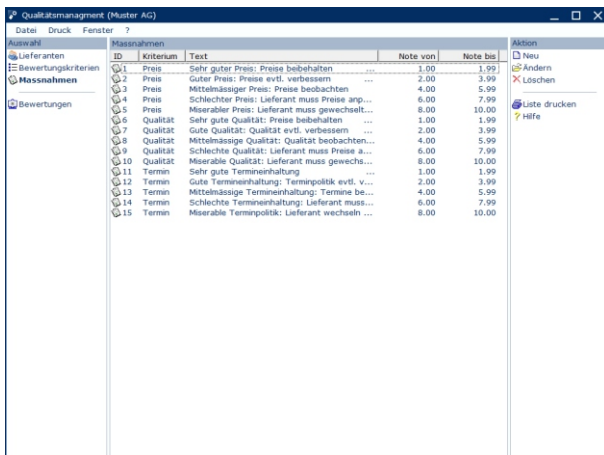 Qualitätsmanagment (Muster AG)
Datei Druck Fenster ?
Auswahl
Lieferanten
Bewertungskriterien
Massnahmen
Bewertungen
Massnahmen
ID Kriterium Text Note von Note bis
1 Preis Sehr guter Preis: Preise beibehalten ... 1.00 1.99
2 Preis Guter Preis: Preise evtl. verbessern ... 2.00 3.99
3 Preis Mittelmässiger Preis: Preise beobachten 4.00 5.99
4 Preis Schlechter Preis: Lieferant muss Preise anp... 6.00 7.99
5 Preis Miserabler Preis: Lieferant muss gewechselt... 8.00 10.00
6 Qualität Sehr gute Qualität: Preise beibehalten ... 1.00 1.99
7 Qualität Gute Qualität: Qualität evtl. verbessern ... 2.00 3.99
8 Qualität Mittelmässige Qualität: Qualität beobachten... 4.00 5.99
9 Qualität Schlechte Qualität: Lieferant muss Preise a... 6.00 7.99
10 Qualität Miserable Qualität: Lieferant muss gewechs... 8.00 10.00
11 Termin Sehr gute Termineinhaltung ... 1.00 1.99
12 Termin Gute Termineinhaltung: Terminpolitik evtl. v... 2.00 3.99
13 Termin Mittelmässige Termineinhaltung: Termine be... 4.00 5.99
14 Termin Schlechte Termineinhaltung: Lieferant muss... 6.00 7.99
15 Termin Miserable Terminpolitik: Lieferant wechseln ... 8.00 10.00
Aktion
Neu
Ändern
Löschen
Liste drucken
Hilfe